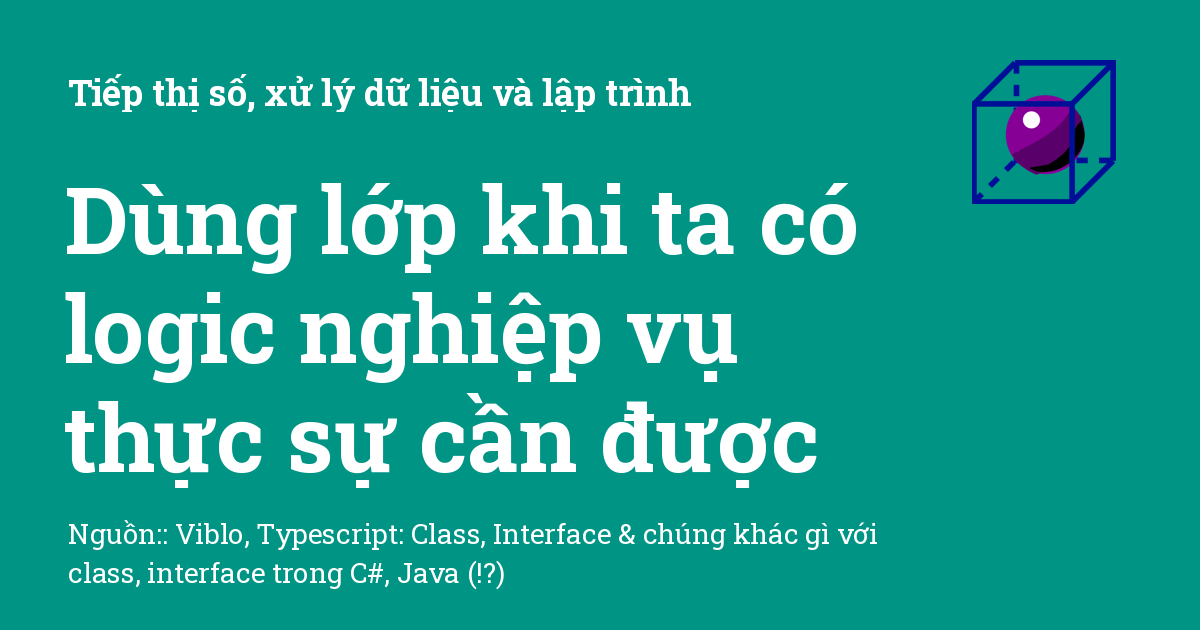 Tiếp thị số, xử lý dữ liệu và lập trình
Dùng lớp khi ta có
logic nghiệp vụ
thực sự cần được
Nguồn:: Viblo, Typescript: Class, Interface & chúng khác gì với
class, interface trong C#, Java (!?)